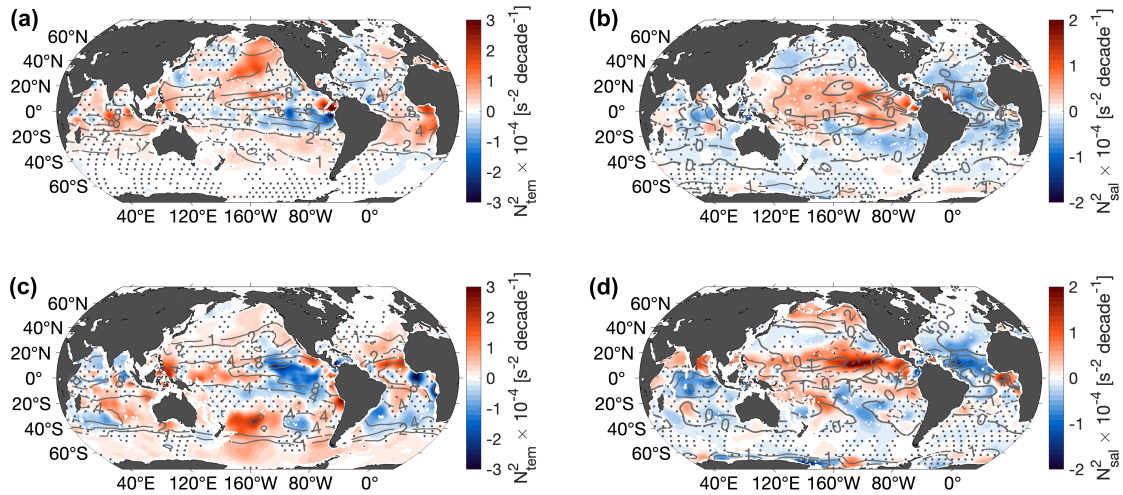 (a)
60°N
40°N
20°N
0°
20°S
40°S
60°S
40°E 120°E 160°W 80°W 0°
3
2
1
0
-1
-2
-3
N²tem × 10⁻⁴ [s⁻² decade⁻¹]
(b)
60°N
40°N
20°N
0°
20°S
40°S
60°S
40°E 120°E 160°W 80°W 0°
2
1
0
-1
-2
N²sal × 10⁻⁴ [s⁻² decade⁻¹]
(c)
60°N
40°N
20°N
0°
20°S
40°S
60°S
40°E 120°E 160°W 80°W 0°
3
2
1
0
-1
-2
-3
N²tem × 10⁻⁴ [s⁻² decade⁻¹]
(d)
60°N
40°N
20°N
0°
20°S
40°S
60°S
40°E 120°E 160°W 80°W 0°
2
1
0
-1
-2
N²sal × 10⁻⁴ [s⁻² decade⁻¹]